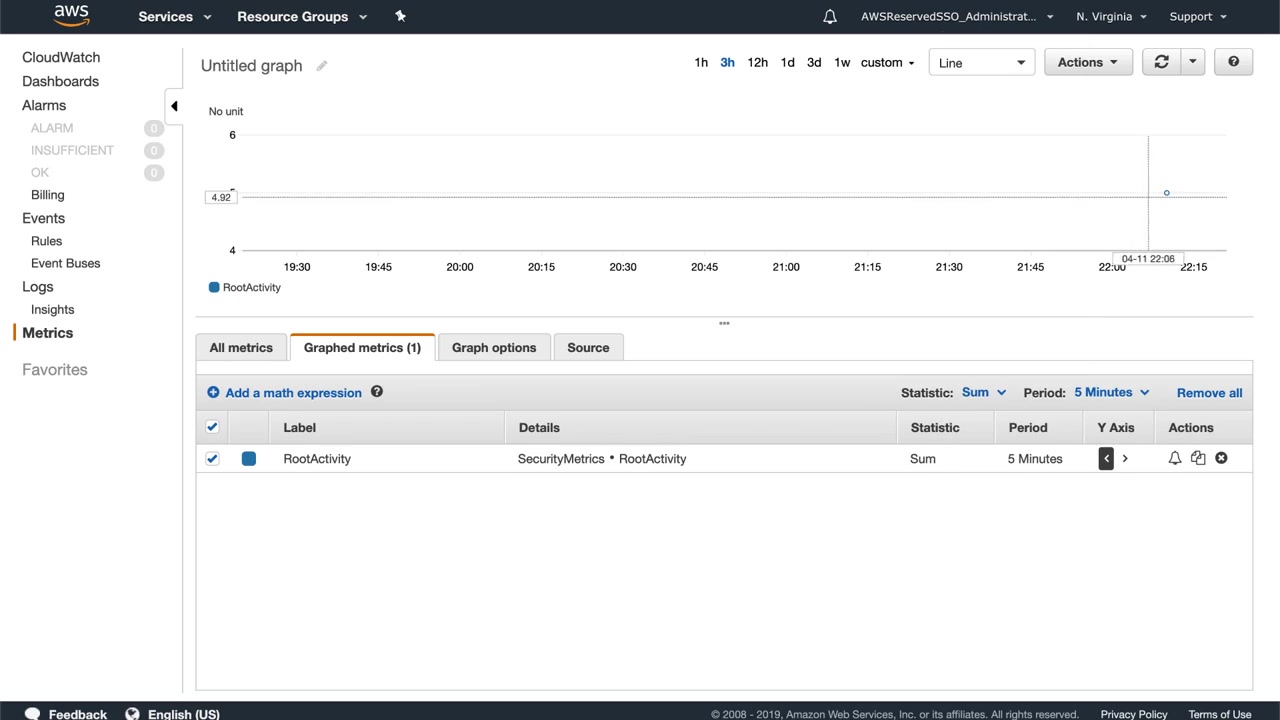 aws
Services
Resource Groups
AWSReservedSSO_Administrat...
N. Virginia
Support
CloudWatch
Dashboards
Alarms
ALARM 0
INSUFFICIENT 0
OK 0
Billing
Events
Rules
Event Buses
Logs
Insights
Metrics
Favorites
Untitled graph
1h 3h 12h 1d 3d 1w custom
Line
Actions
?
No unit
6
4.92
4
04-11 22:06
19:30 19:45 20:00 20:15 20:30 20:45 21:00 21:15 21:30 21:45 22:00 22:15
RootActivity
All metrics
Graphed metrics (1)
Graph options
Source
Add a math expression ?
Statistic: Sum
Period: 5 Minutes
Remove all
Label Details Statistic Period Y Axis Actions
RootActivity SecurityMetrics • RootActivity Sum 5 Minutes < >
Feedback
English (US)
© 2008 - 2019, Amazon Web Services, Inc. or its affiliates. All rights reserved.
Privacy Policy
Terms of Use